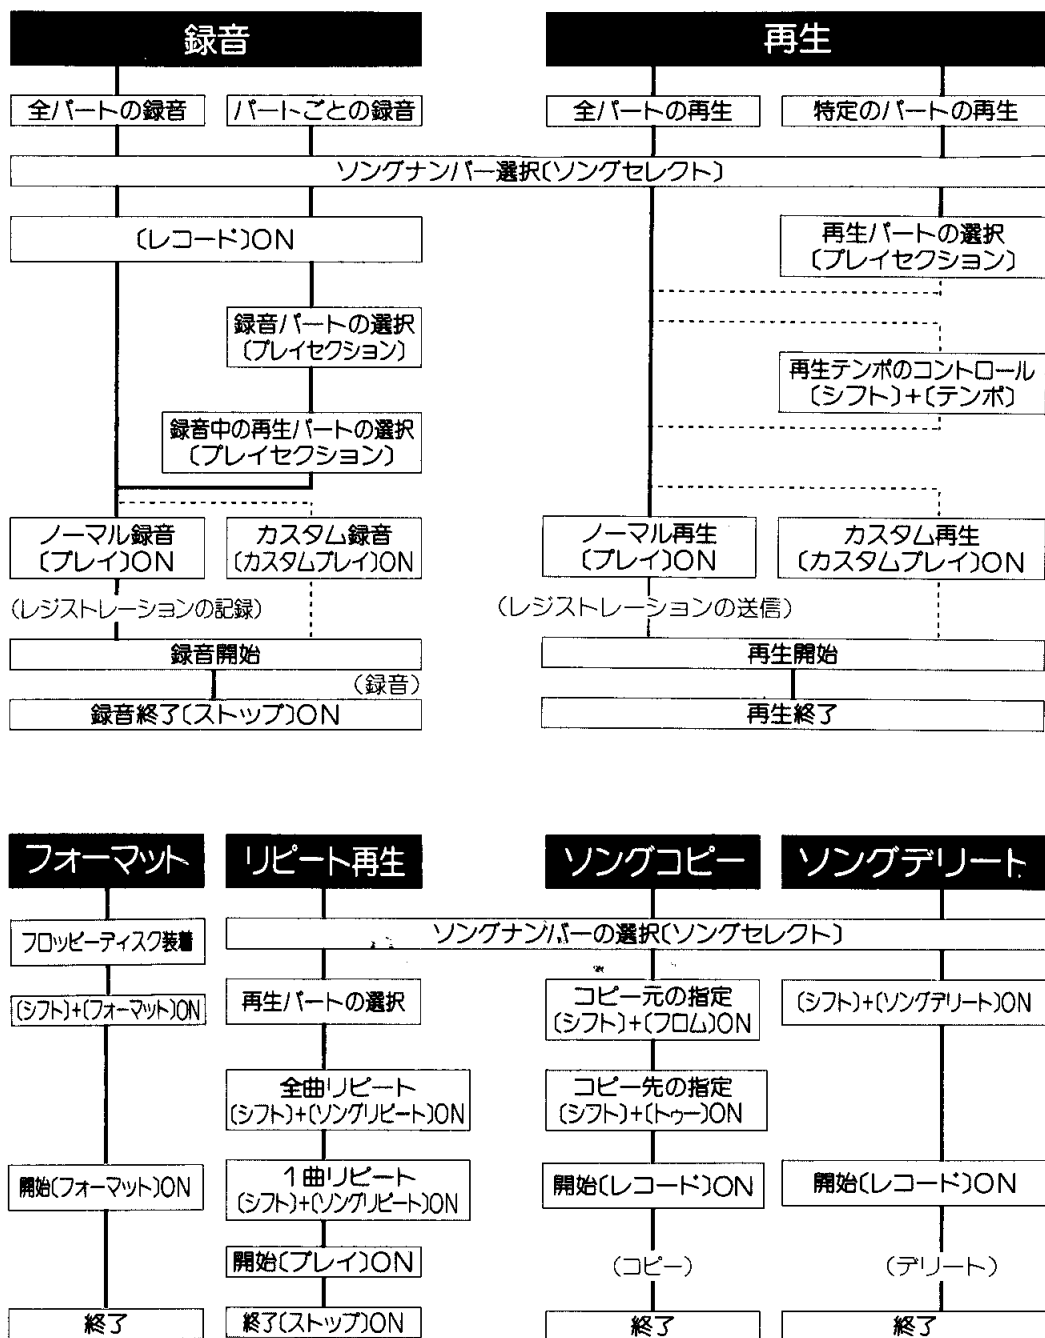 録音
再生
全パートの録音
パートごとの録音
全パートの再生
特定のパートの再生
ソングナンバー選択〔ソングセレクト〕
〔レコード〕ON
再生パートの選択
〔プレイセクション〕
録音パートの選択
〔プレイセクション〕
再生テンポのコントロール
〔シフト〕+〔テンポ〕
録音中の再生パートの選択
〔プレイセクション〕
ノーマル録音
〔プレイ〕ON
カスタム録音
〔カスタムプレイ〕ON
ノーマル再生
〔プレイ〕ON
カスタム再生
〔カスタムプレイ〕ON
(レジストレーションの記録)
(レジストレーションの送信)
録音開始
再生開始
(録音)
録音終了〔ストップ〕ON
再生終了
フォーマット
リピート再生
ソングコピー
ソングデリート
フロッピーディスク装着
ソングナンバーの選択〔ソングセレクト〕
〔シフト〕+〔フォーマット〕ON
再生パートの選択
コピー元の指定
〔シフト〕+〔フロム〕ON
〔シフト〕+〔ソングデリート〕ON
全曲リピート
〔シフト〕+〔ソングリピート〕ON
コピー先の指定
〔シフト〕+〔トゥー〕ON
開始〔フォーマット〕ON
1曲リピート
〔シフト〕+〔ソングリピート〕ON
開始〔レコード〕ON
開始〔レコード〕ON
開始〔プレイ〕ON
(コピー)
(デリート)
終了
終了〔ストップ〕ON
終了
終了